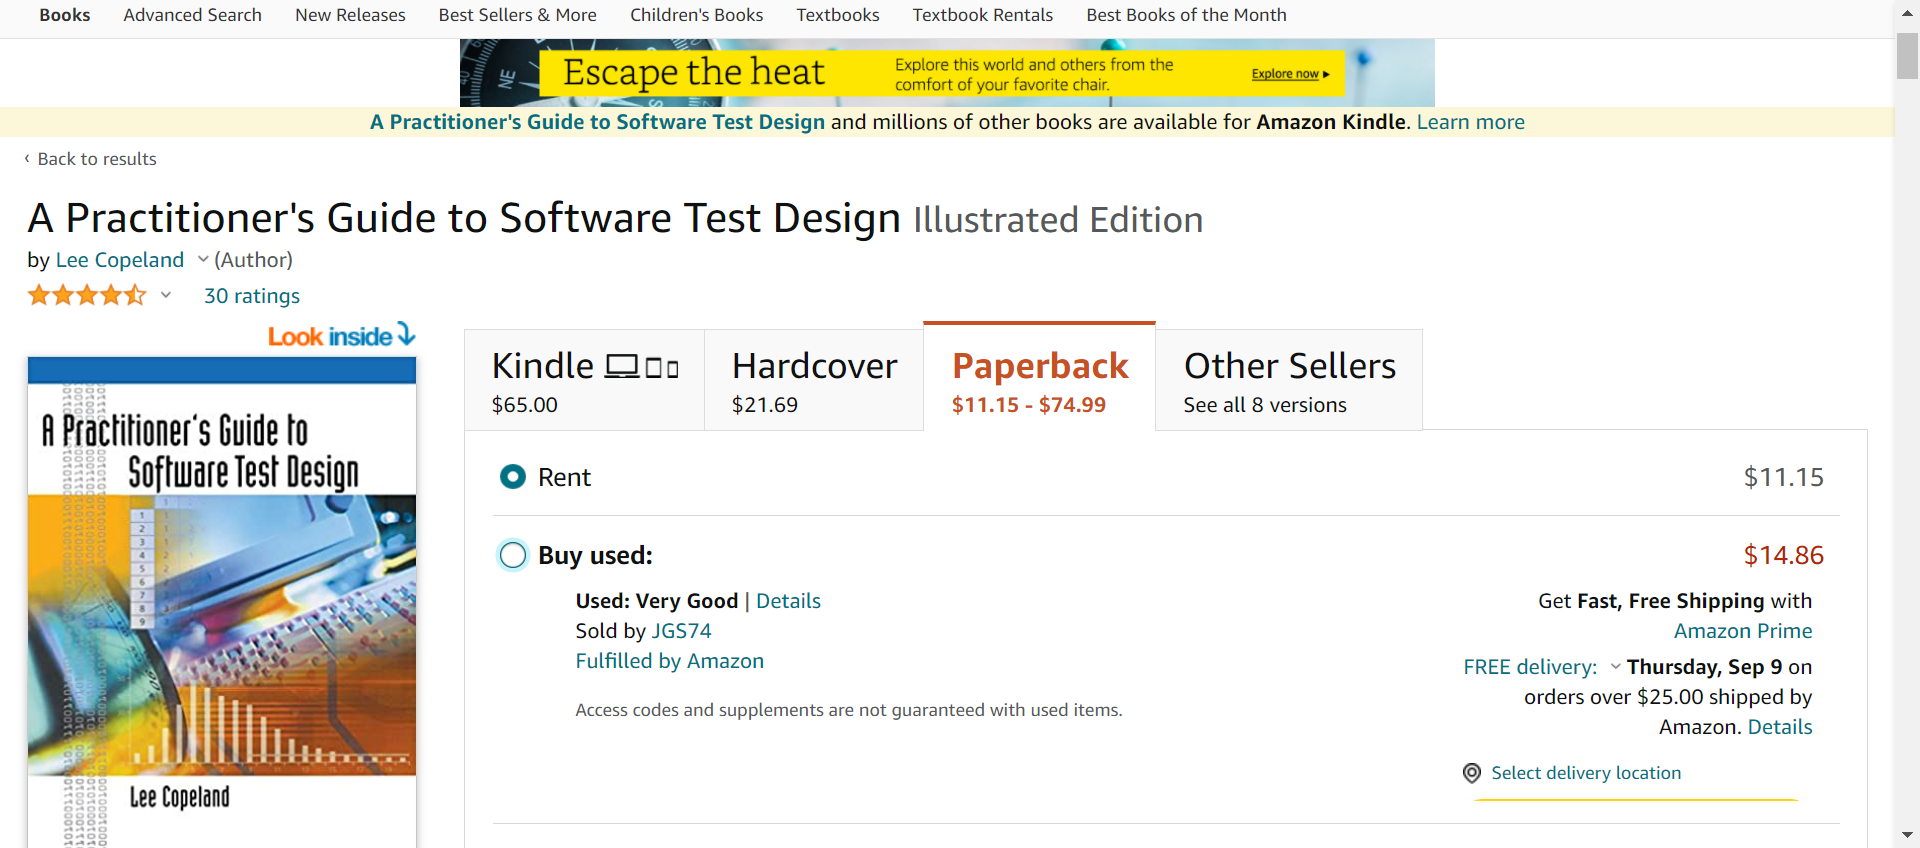 Books Advanced Search New Releases Best Sellers & More Children's Books Textbooks Textbook Rentals Best Books of the Month
NE
Escape the heat
Explore this world and others from the
comfort of your favorite chair.
Explore now ▸
A Practitioner's Guide to Software Test Design and millions of other books are available for Amazon Kindle. Learn more
‹ Back to results
A Practitioner's Guide to Software Test Design Illustrated Edition
by Lee Copeland (Author)
30 ratings
Look inside
A Practitioner's Guide to
Software Test Design
1
1
2
3
4
5
6
7
8
9
Lee Copeland
Kindle
$65.00
Hardcover
$21.69
Paperback
$11.15 - $74.99
Other Sellers
See all 8 versions
Rent $11.15
Buy used: $14.86
Used: Very Good | Details
Sold by JGS74
Fulfilled by Amazon
Access codes and supplements are not guaranteed with used items.
Get Fast, Free Shipping with
Amazon Prime
FREE delivery: Thursday, Sep 9 on
orders over $25.00 shipped by
Amazon. Details
Select delivery location